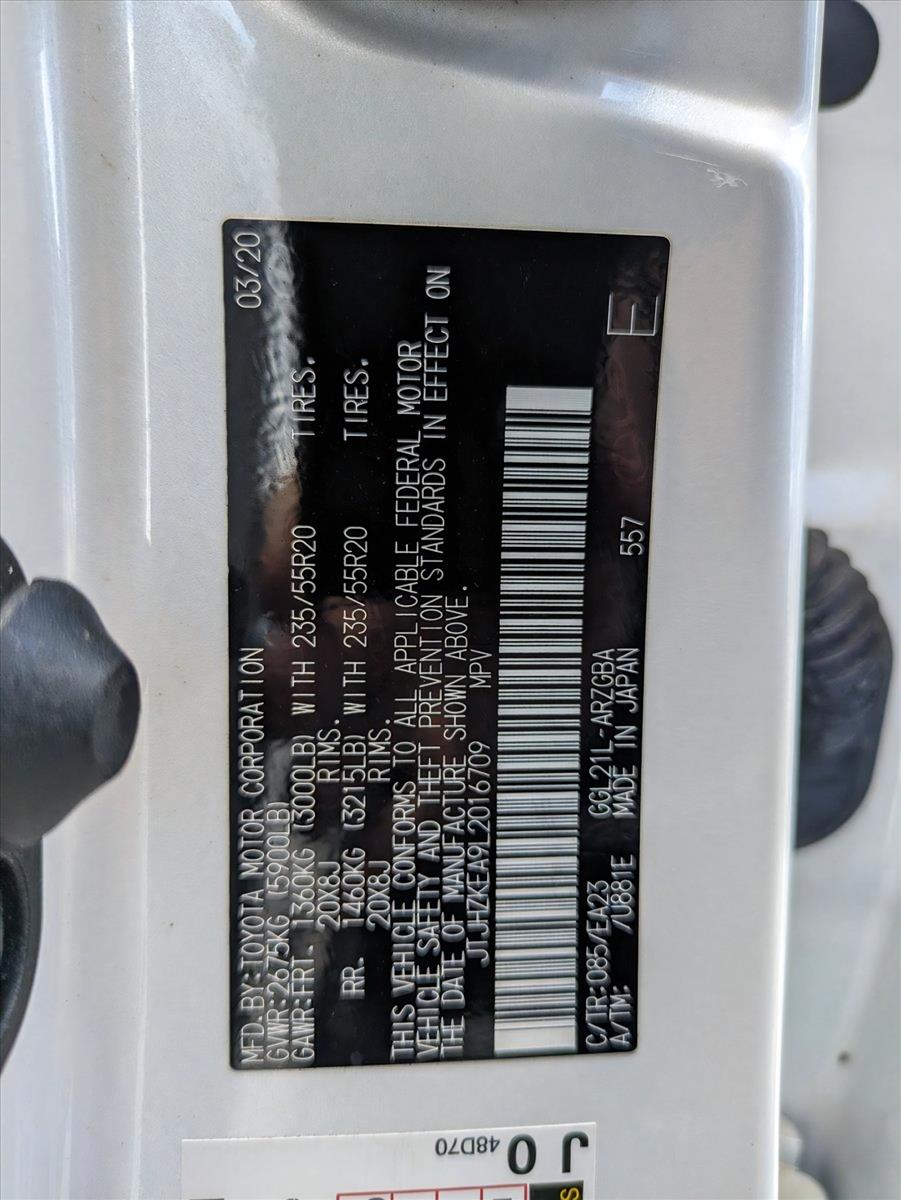 MFD.BY:TOYOTA MOTOR CORPORATION 03/20
GVWR:2675KG (5900LB)
GAWR:FRT. 1360KG (3000LB) WITH 235/55R20 TIRES.
20X8J RIMS.
RR. 1460KG (3215LB) WITH 235/55R20 TIRES.
20X8J RIMS.
THIS VEHICLE CONFORMS TO ALL APPLICABLE FEDERAL MOTOR
VEHICLE SAFETY AND THEFT PREVENTION STANDARDS IN EFFECT ON
THE DATE OF MANUFACTURE SHOWN ABOVE.
JTJHZKEA9L2016709 MPV
C/TR:085/EA23 GGL21L-ARZGBA
A/TM: /U881E MADE IN JAPAN 557 E
J 0
48D70
S